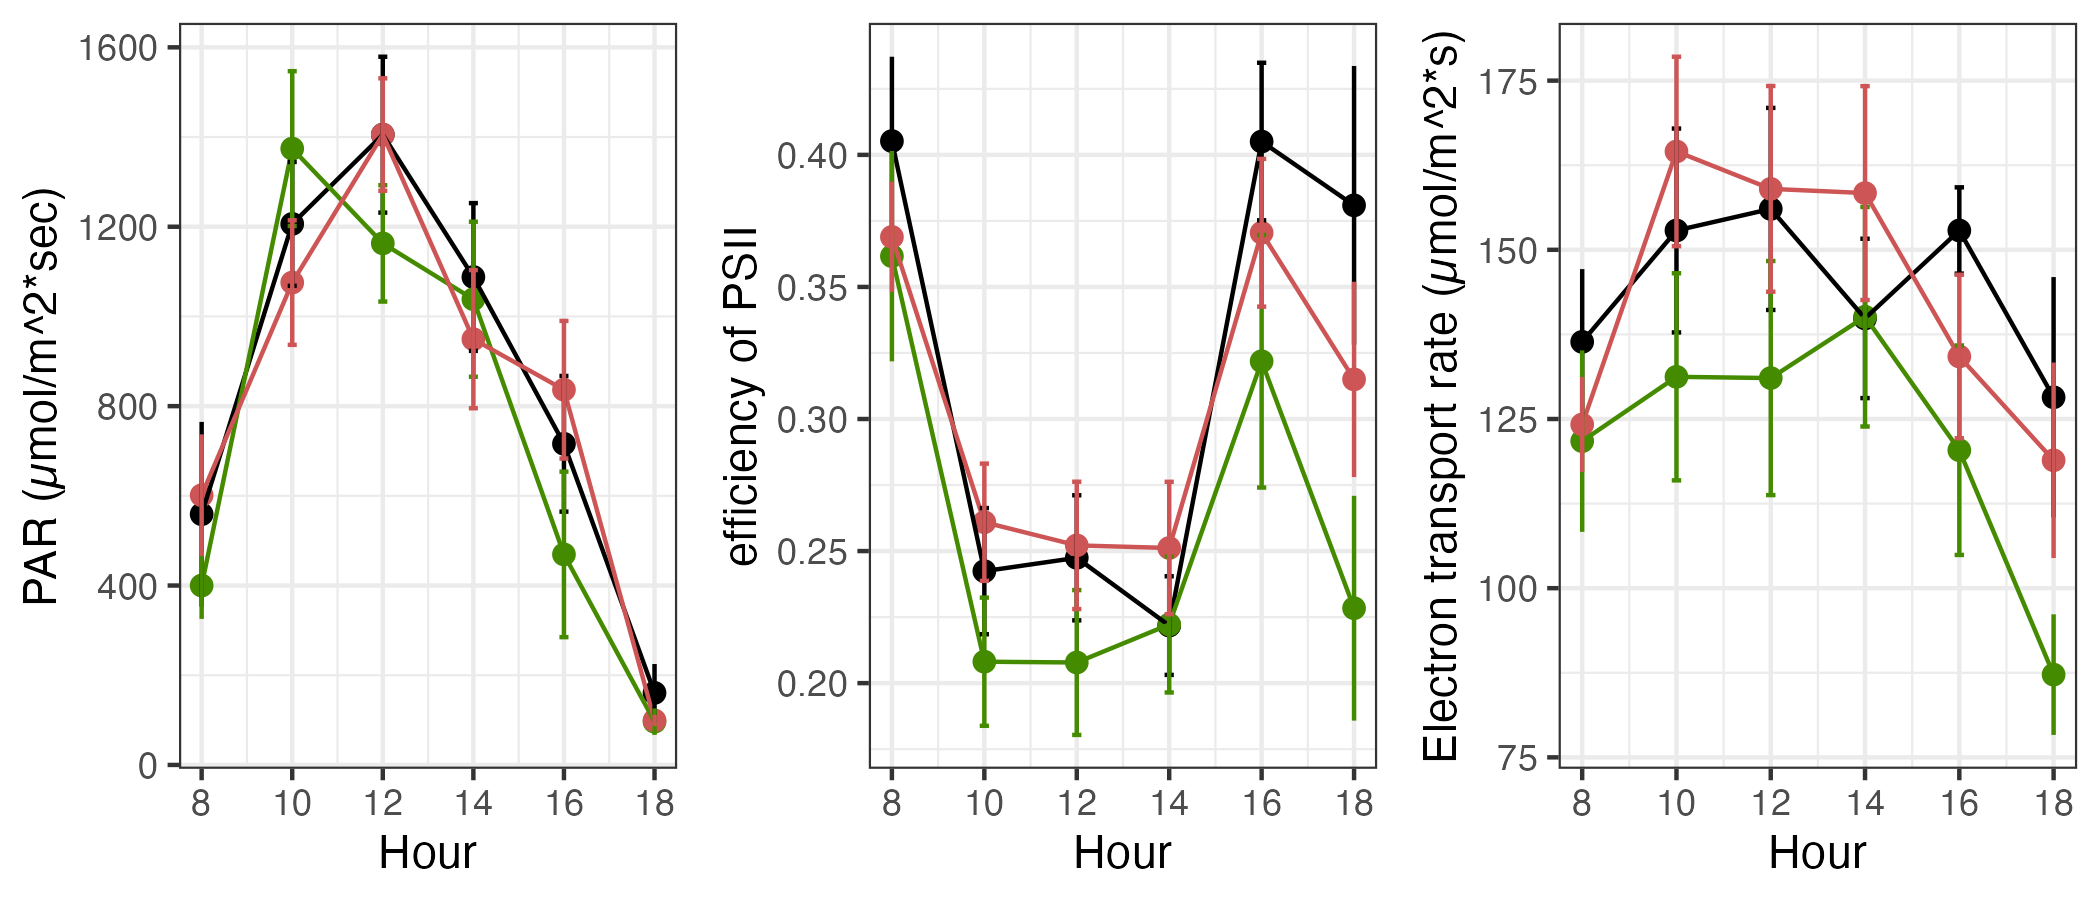 PAR (µmol/m^2*sec)
1600
1200
800
400
0
8 10 12 14 16 18
Hour
efficiency of PSII
0.40
0.35
0.30
0.25
0.20
8 10 12 14 16 18
Hour
Electron transport rate (µmol/m^2*s)
175
150
125
100
75
8 10 12 14 16 18
Hour